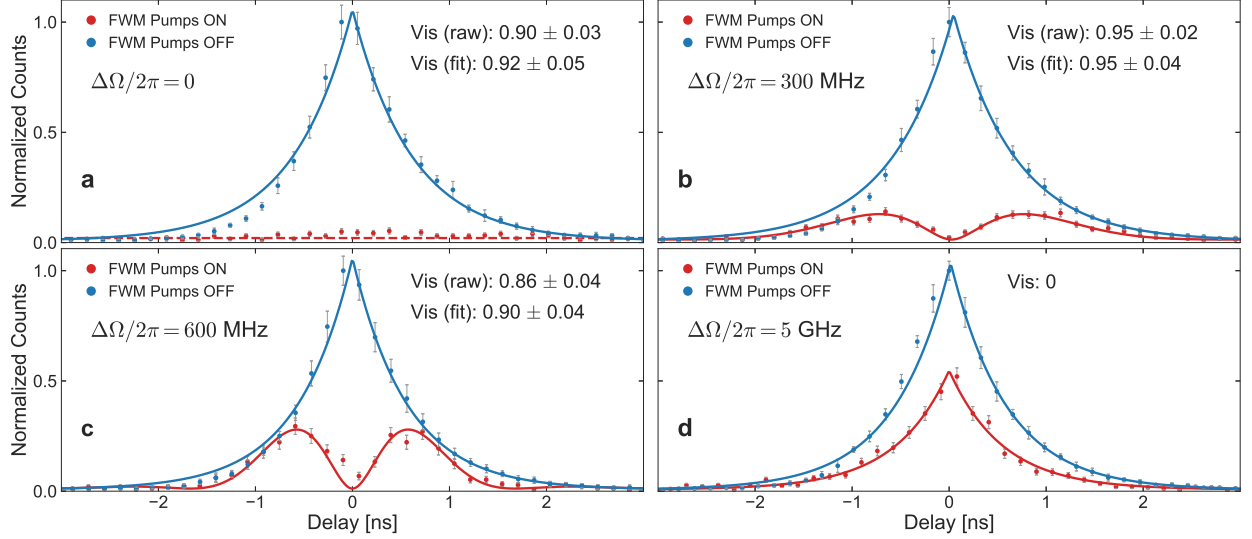 FWM Pumps ON
FWM Pumps OFF
Vis (raw): 0.90 ± 0.03
Vis (fit): 0.92 ± 0.05
ΔΩ/2π = 0
a
Normalized Counts
1.0
0.5
0.0
FWM Pumps ON
FWM Pumps OFF
Vis (raw): 0.95 ± 0.02
Vis (fit): 0.95 ± 0.04
ΔΩ/2π = 300 MHz
b
FWM Pumps ON
FWM Pumps OFF
Vis (raw): 0.86 ± 0.04
Vis (fit): 0.90 ± 0.04
ΔΩ/2π = 600 MHz
c
Normalized Counts
1.0
0.5
0.0
−2 −1 0 1 2
Delay [ns]
FWM Pumps ON
FWM Pumps OFF
Vis: 0
ΔΩ/2π = 5 GHz
d
−2 −1 0 1 2
Delay [ns]